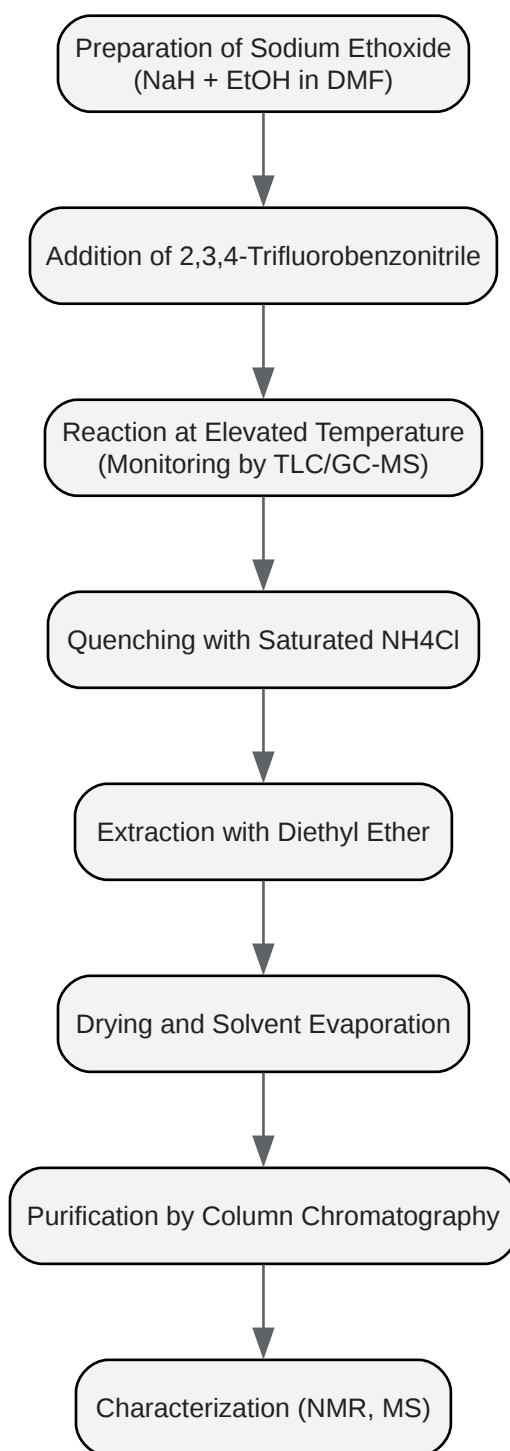 Preparation of Sodium Ethoxide
(NaH + EtOH in DMF)
Addition of 2,3,4-Trifluorobenzonitrile
Reaction at Elevated Temperature
(Monitoring by TLC/GC-MS)
Quenching with Saturated NH4Cl
Extraction with Diethyl Ether
Drying and Solvent Evaporation
Purification by Column Chromatography
Characterization (NMR, MS)